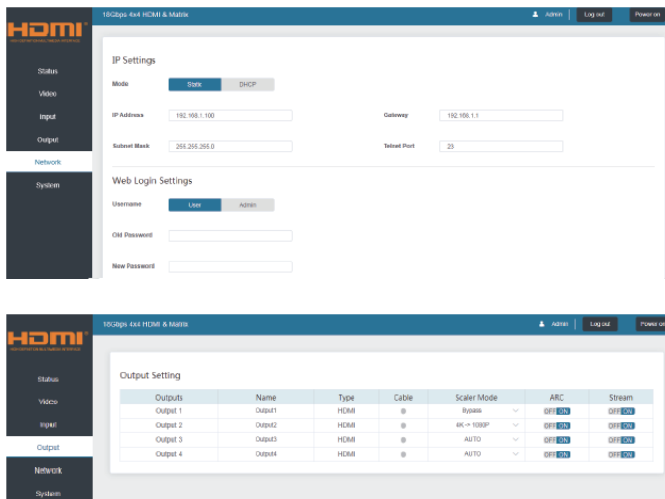 18Gbps 4x4 HDMI & Matrix Admin Log out Power on
HDMI
Status
Video
Input
Output
Network
System
IP Settings
Mode Static DHCP
IP Address 192.168.1.100 Gateway 192.168.1.1
Subnet Mask 255.255.255.0 Telnet Port 23
Web Login Settings
Username User Admin
Old Password
New Password
18Gbps 4x4 HDMI & Matrix Admin Log out Power on
HDMI
Status
Video
Input
Output
Network
System
Output Setting
Outputs Name Type Cable Scaler Mode ARC Stream
Output 1 Output1 HDMI Bypass OFF ON OFF ON
Output 2 Output2 HDMI 4K -> 1080P OFF ON OFF ON
Output 3 Output3 HDMI AUTO OFF ON OFF ON
Output 4 Output4 HDMI AUTO OFF ON OFF ON